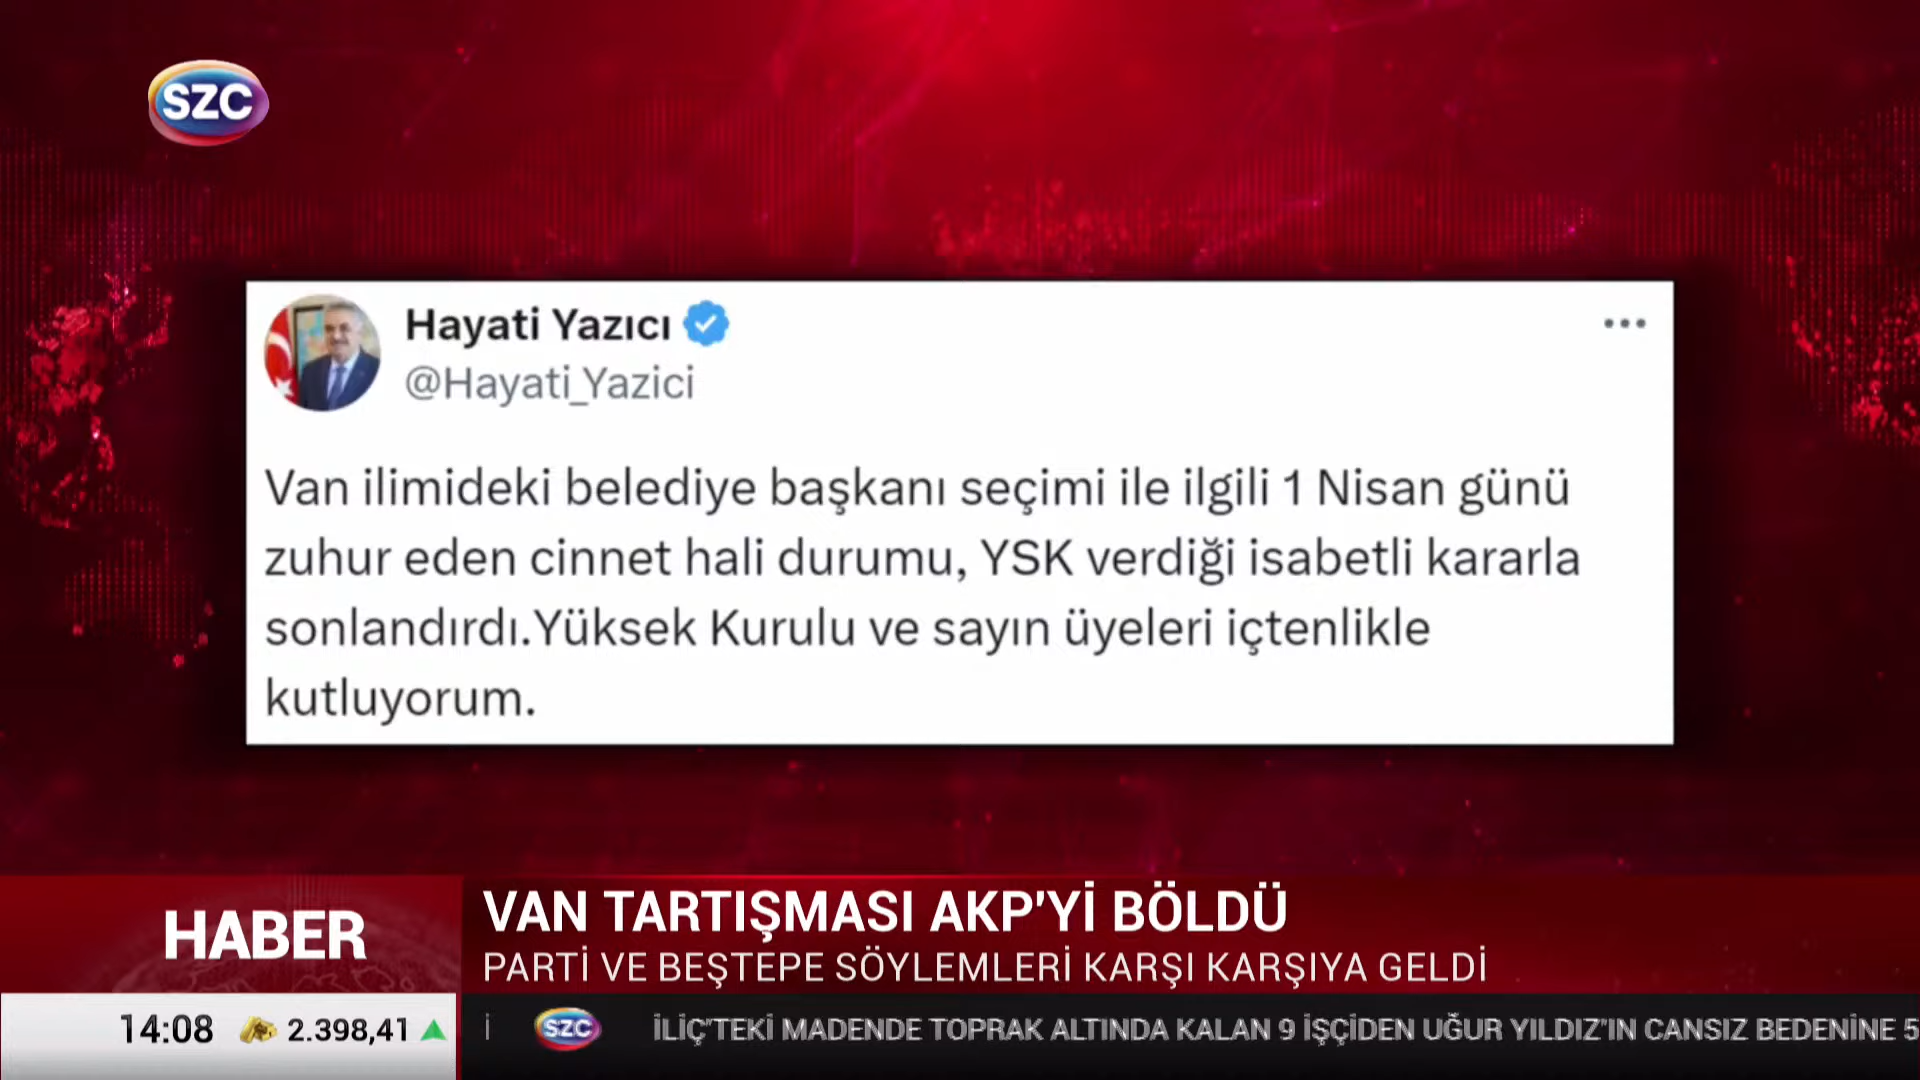 SZC
Hayati Yazıcı
@Hayati_Yazici
Van ilimideki belediye başkanı seçimi ile ilgili 1 Nisan günü
zuhur eden cinnet hali durumu, YSK verdiği isabetli kararla
sonlandırdı.Yüksek Kurulu ve sayın üyeleri içtenlikle
kutluyorum.
HABER
VAN TARTIŞMASI AKP'Yİ BÖLDÜ
PARTİ VE BEŞTEPE SÖYLEMLERİ KARŞI KARŞIYA GELDİ
14:08 2.398,41
İ SZC İLİÇ'TEKİ MADENDE TOPRAK ALTINDA KALAN 9 İŞÇİDEN UĞUR YILDIZ'IN CANSIZ BEDENİNE 5